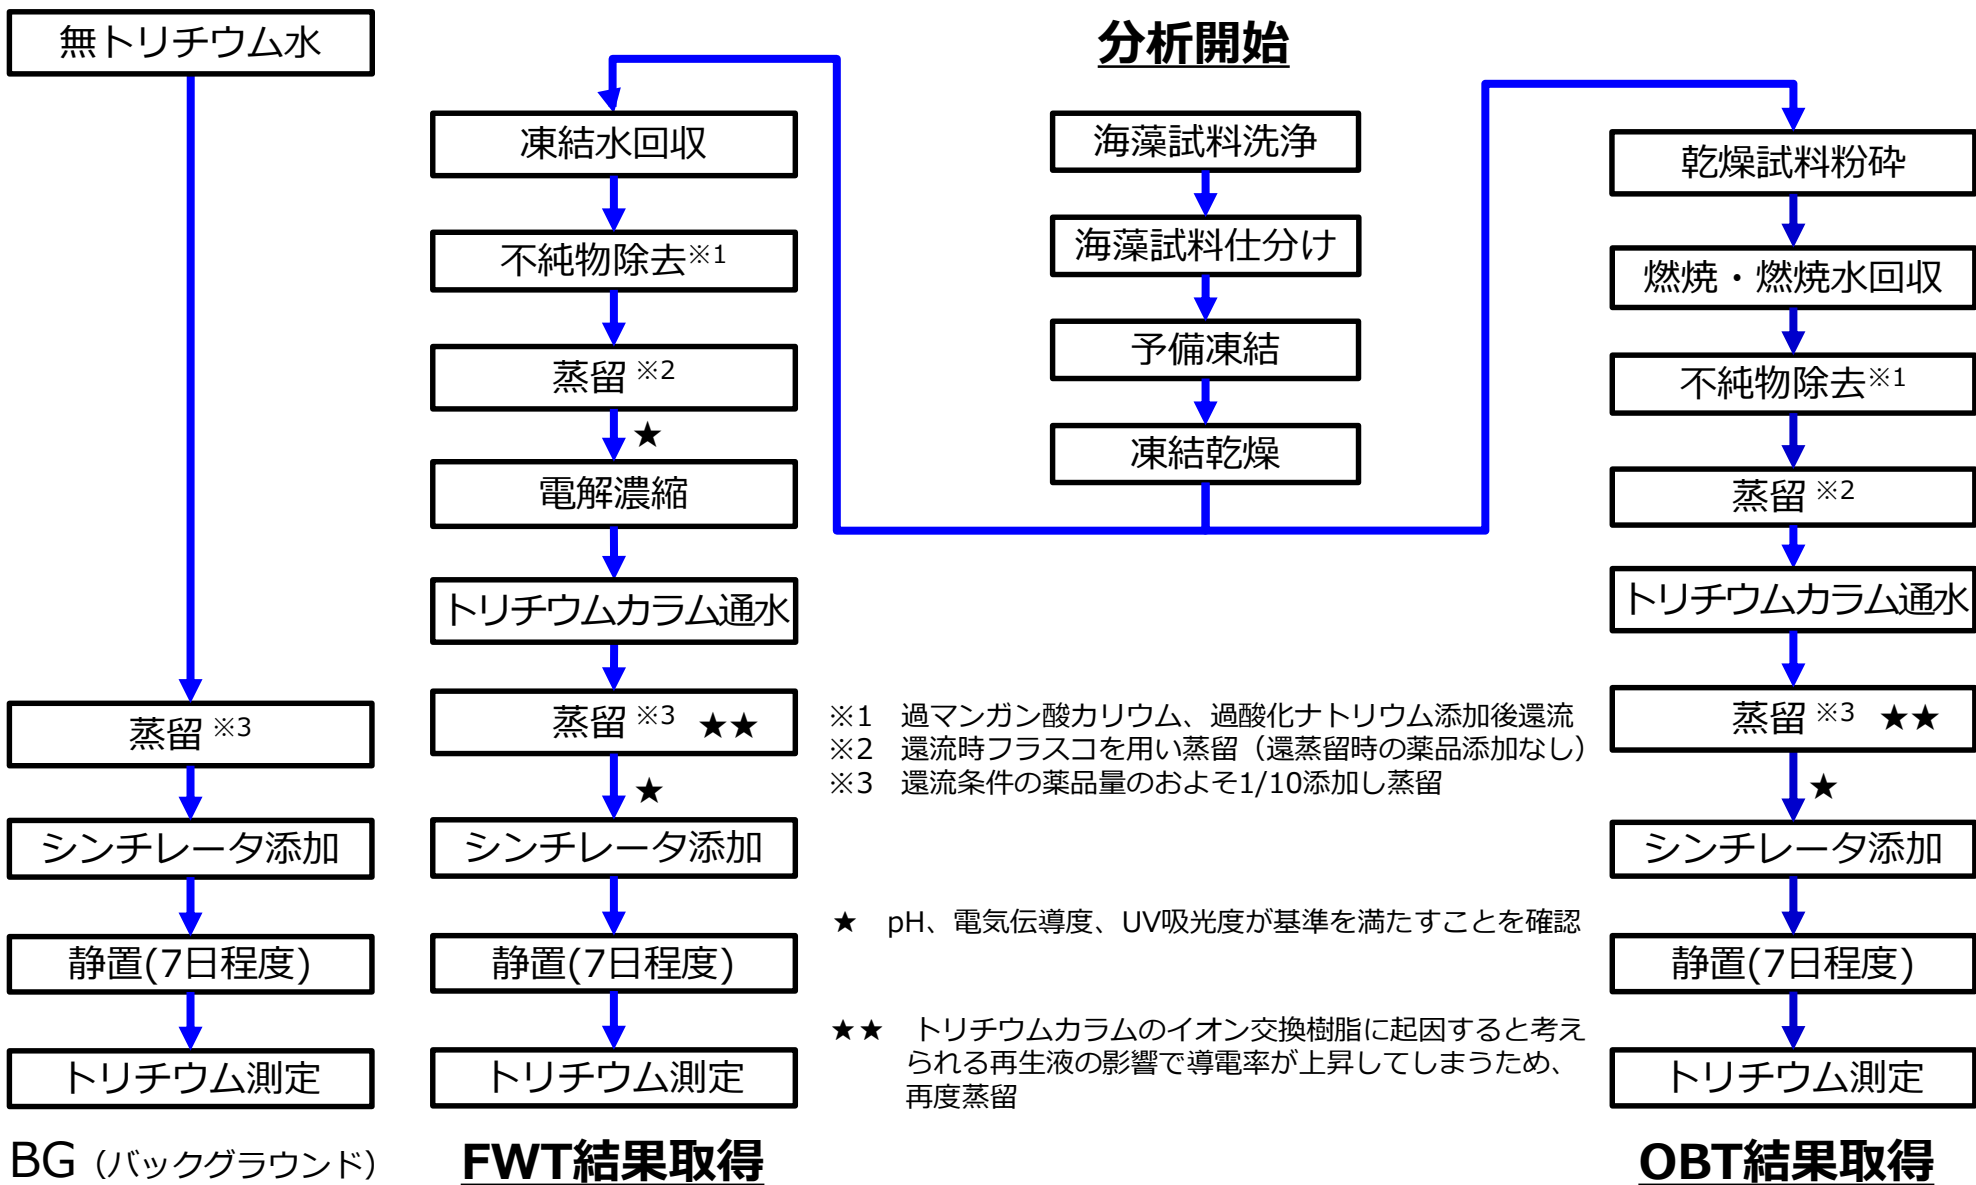 無トリチウム水
蒸留 ※3
シンチレータ添加
静置(7日程度)
トリチウム測定
BG（バックグラウンド）
凍結水回収
不純物除去※1
蒸留 ※2
★
電解濃縮
トリチウムカラム通水
蒸留 ※3 ★★
★
シンチレータ添加
静置(7日程度)
トリチウム測定
FWT結果取得
分析開始
海藻試料洗浄
海藻試料仕分け
予備凍結
凍結乾燥
※1 過マンガン酸カリウム、過酸化ナトリウム添加後還流
※2 還流時フラスコを用い蒸留（還蒸留時の薬品添加なし）
※3 還流条件の薬品量のおよそ1/10添加し蒸留
★ pH、電気伝導度、UV吸光度が基準を満たすことを確認
★★ トリチウムカラムのイオン交換樹脂に起因すると考え
られる再生液の影響で導電率が上昇してしまうため、
再度蒸留
乾燥試料粉砕
燃焼・燃焼水回収
不純物除去※1
蒸留 ※2
トリチウムカラム通水
蒸留 ※3 ★★
★
シンチレータ添加
静置(7日程度)
トリチウム測定
OBT結果取得